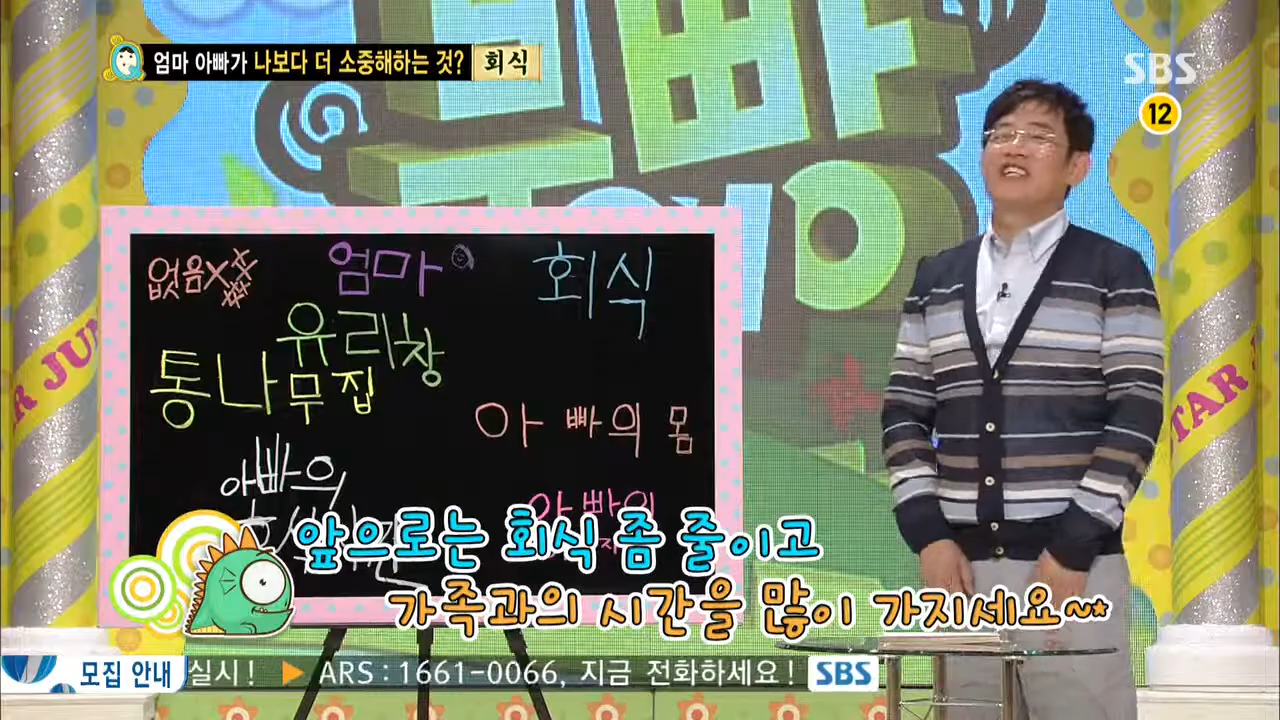 엄마 아빠가 나보다 더 소중해하는 것? 회식
SBS
12
없음
엄마
회식
유리창
통나무집
아빠의 몸
아빠의
아빠의
앞으로는 회식 좀 줄이고
가족과의 시간을 많이 가지세요~*
모집 안내 실시! ▶ ARS : 1661-0066, 지금 전화하세요! SBS